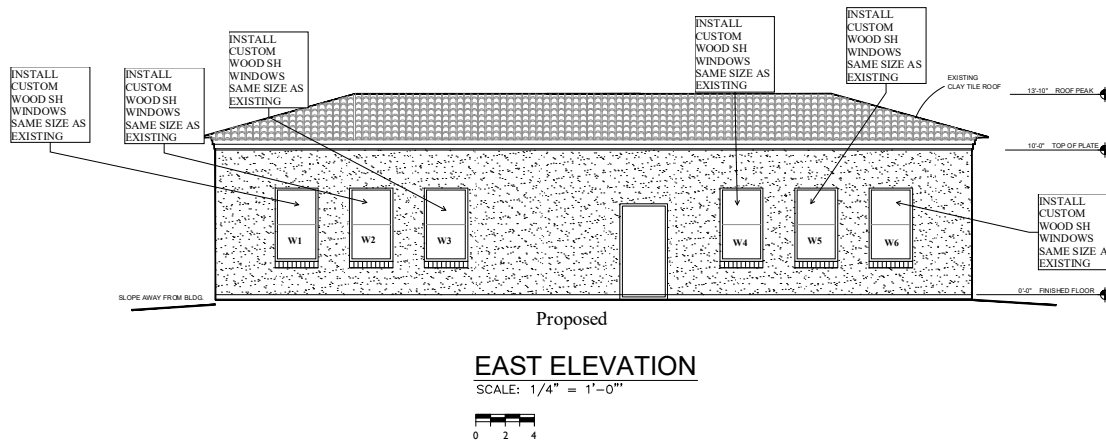 INSTALL
CUSTOM
WOOD SH
WINDOWS
SAME SIZE AS
EXISTING
INSTALL
CUSTOM
WOOD SH
WINDOWS
SAME SIZE AS
EXISTING
INSTALL
CUSTOM
WOOD SH
WINDOWS
SAME SIZE AS
EXISTING
INSTALL
CUSTOM
WOOD SH
WINDOWS
SAME SIZE AS
EXISTING
INSTALL
CUSTOM
WOOD SH
WINDOWS
SAME SIZE AS
EXISTING
EXISTING
CLAY TILE ROOF
13'-10" ROOF PEAK
10'-0" TOP OF PLATE
INSTALL
CUSTOM
WOOD SH
WINDOWS
SAME SIZE A
EXISTING
W1 W2 W3 W4 W5 W6
SLOPE AWAY FROM BLDG.
0'-0" FINISHED FLOOR
Proposed
EAST ELEVATION
SCALE: 1/4" = 1'-0"'
0 2 4